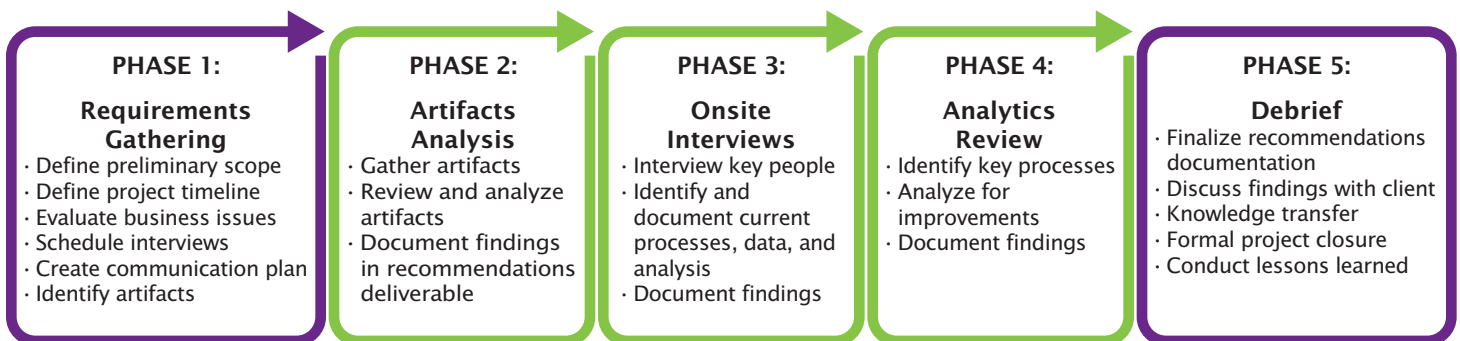 PHASE 1:
Requirements
Gathering
· Define preliminary scope
· Define project timeline
· Evaluate business issues
· Schedule interviews
· Create communication plan
· Identify artifacts
PHASE 2:
Artifacts
Analysis
· Gather artifacts
· Review and analyze
artifacts
· Document findings
in recommendations
deliverable
PHASE 3:
Onsite
Interviews
· Interview key people
· Identify and
document current
processes, data, and
analysis
· Document findings
PHASE 4:
Analytics
Review
· Identify key processes
· Analyze for
improvements
· Document findings
PHASE 5:
Debrief
· Finalize recommendations
documentation
· Discuss findings with client
· Knowledge transfer
· Formal project closure
· Conduct lessons learned